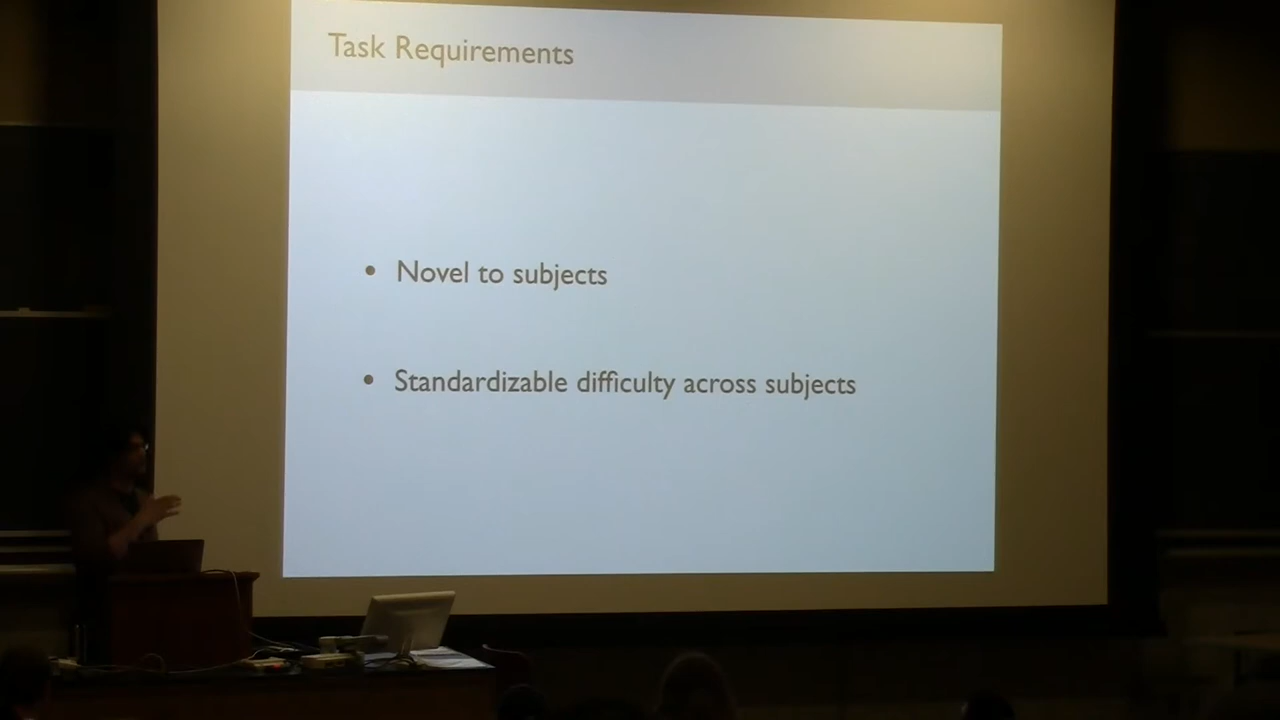 Task Requirements
• Novel to subjects
• Standardizable difficulty across subjects